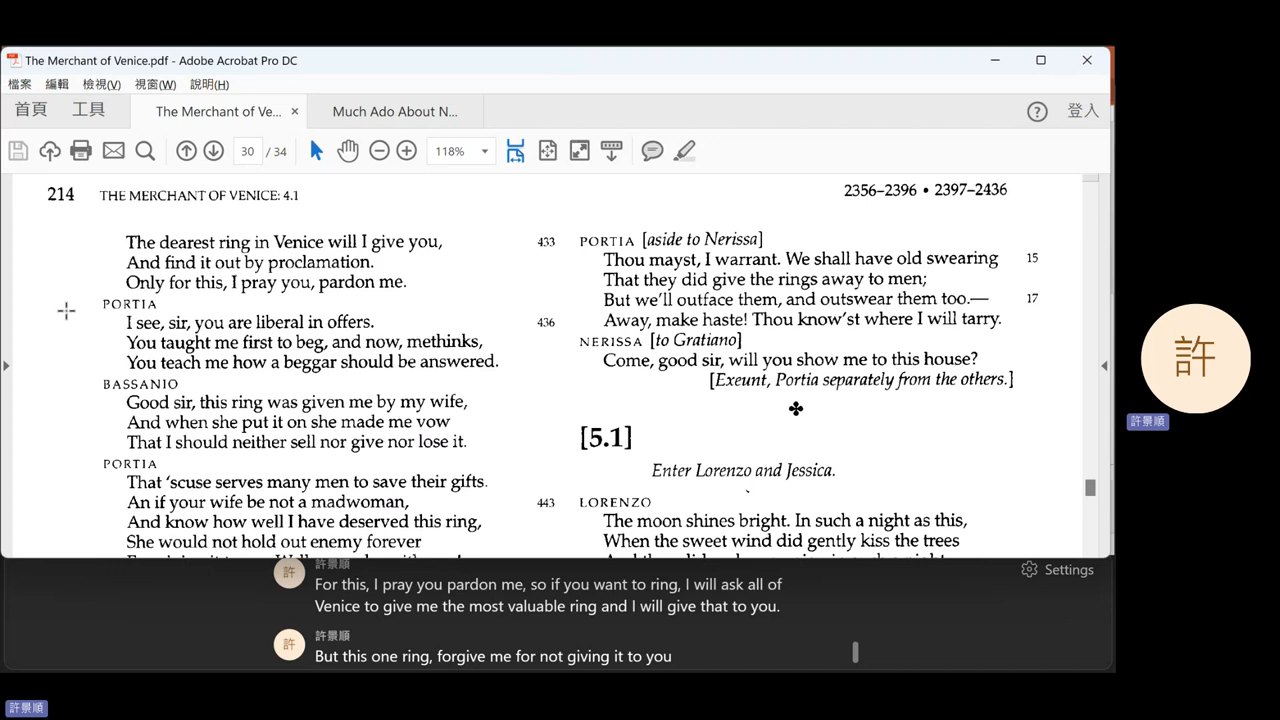 The Merchant of Venice.pdf - Adobe Acrobat Pro DC
檔案 編輯 檢視(V) 視窗(W) 說明(H)
首頁 工具 The Merchant of Ve... × Much Ado About N... 登入
30 / 34 118%
214 THE MERCHANT OF VENICE: 4.1 2356–2396 • 2397–2436
The dearest ring in Venice will I give you, 433
And find it out by proclamation.
Only for this, I pray you, pardon me.
PORTIA
I see, sir, you are liberal in offers. 436
You taught me first to beg, and now, methinks,
You teach me how a beggar should be answered.
BASSANIO
Good sir, this ring was given me by my wife,
And when she put it on she made me vow
That I should neither sell nor give nor lose it.
PORTIA
That 'scuse serves many men to save their gifts.
An if your wife be not a madwoman, 443
And know how well I have deserved this ring,
She would not hold out enemy forever
PORTIA [aside to Nerissa]
Thou mayst, I warrant. We shall have old swearing 15
That they did give the rings away to men;
But we'll outface them, and outswear them too.— 17
Away, make haste! Thou know'st where I will tarry.
NERISSA [to Gratiano]
Come, good sir, will you show me to this house?
[Exeunt, Portia separately from the others.]
[5.1]
Enter Lorenzo and Jessica.
LORENZO
The moon shines bright. In such a night as this,
When the sweet wind did gently kiss the trees
許
許景順
許
許景順
For this, I pray you pardon me, so if you want to ring, I will ask all of
Venice to give me the most valuable ring and I will give that to you.
許
許景順
But this one ring, forgive me for not giving it to you
Settings
許景順